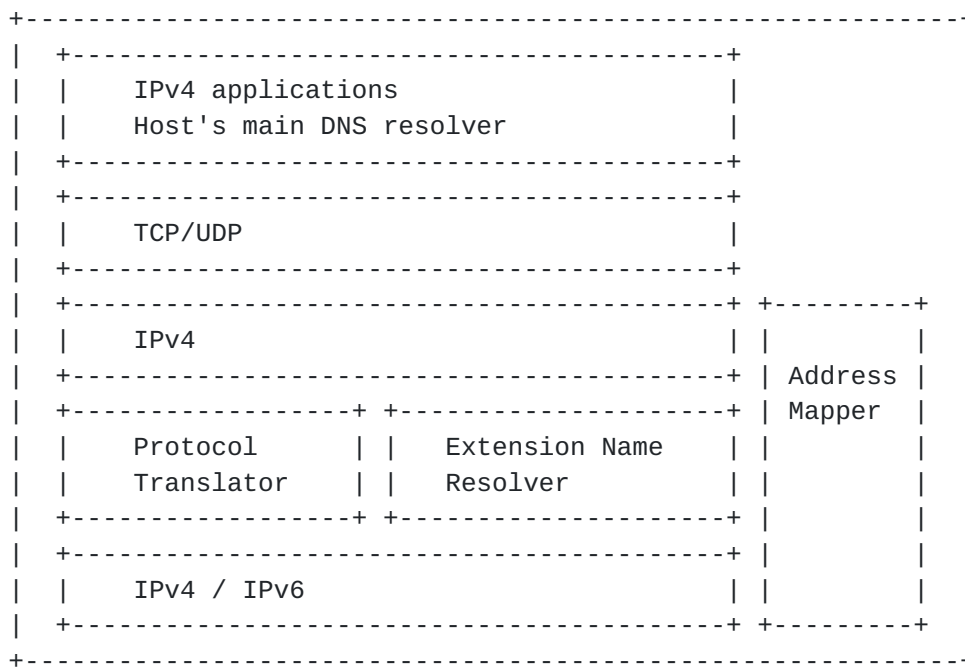 IPv4 applications
Host's main DNS resolver
TCP/UDP
IPv4
Address
Mapper
Protocol
Translator
Extension Name
Resolver
IPv4 / IPv6